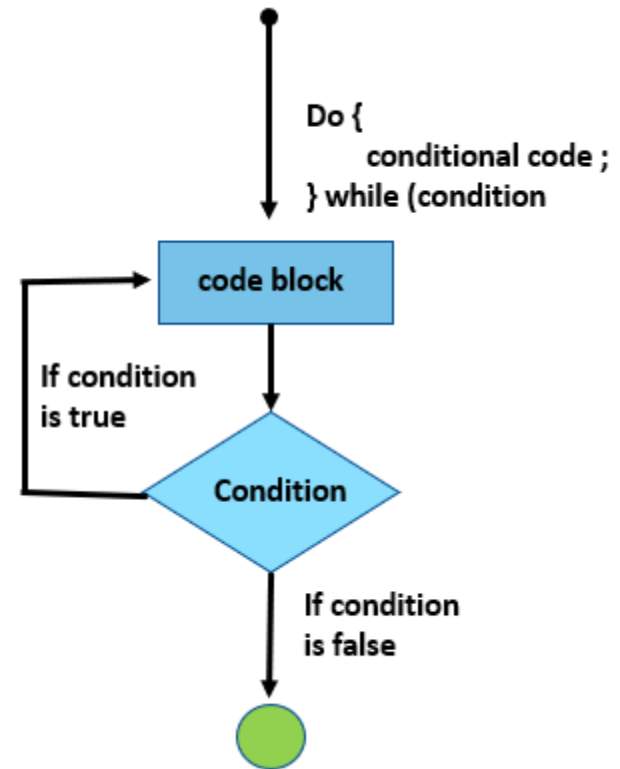 Do {
conditional code ;
} while (condition
code block
If condition
is true
Condition
If condition
is false